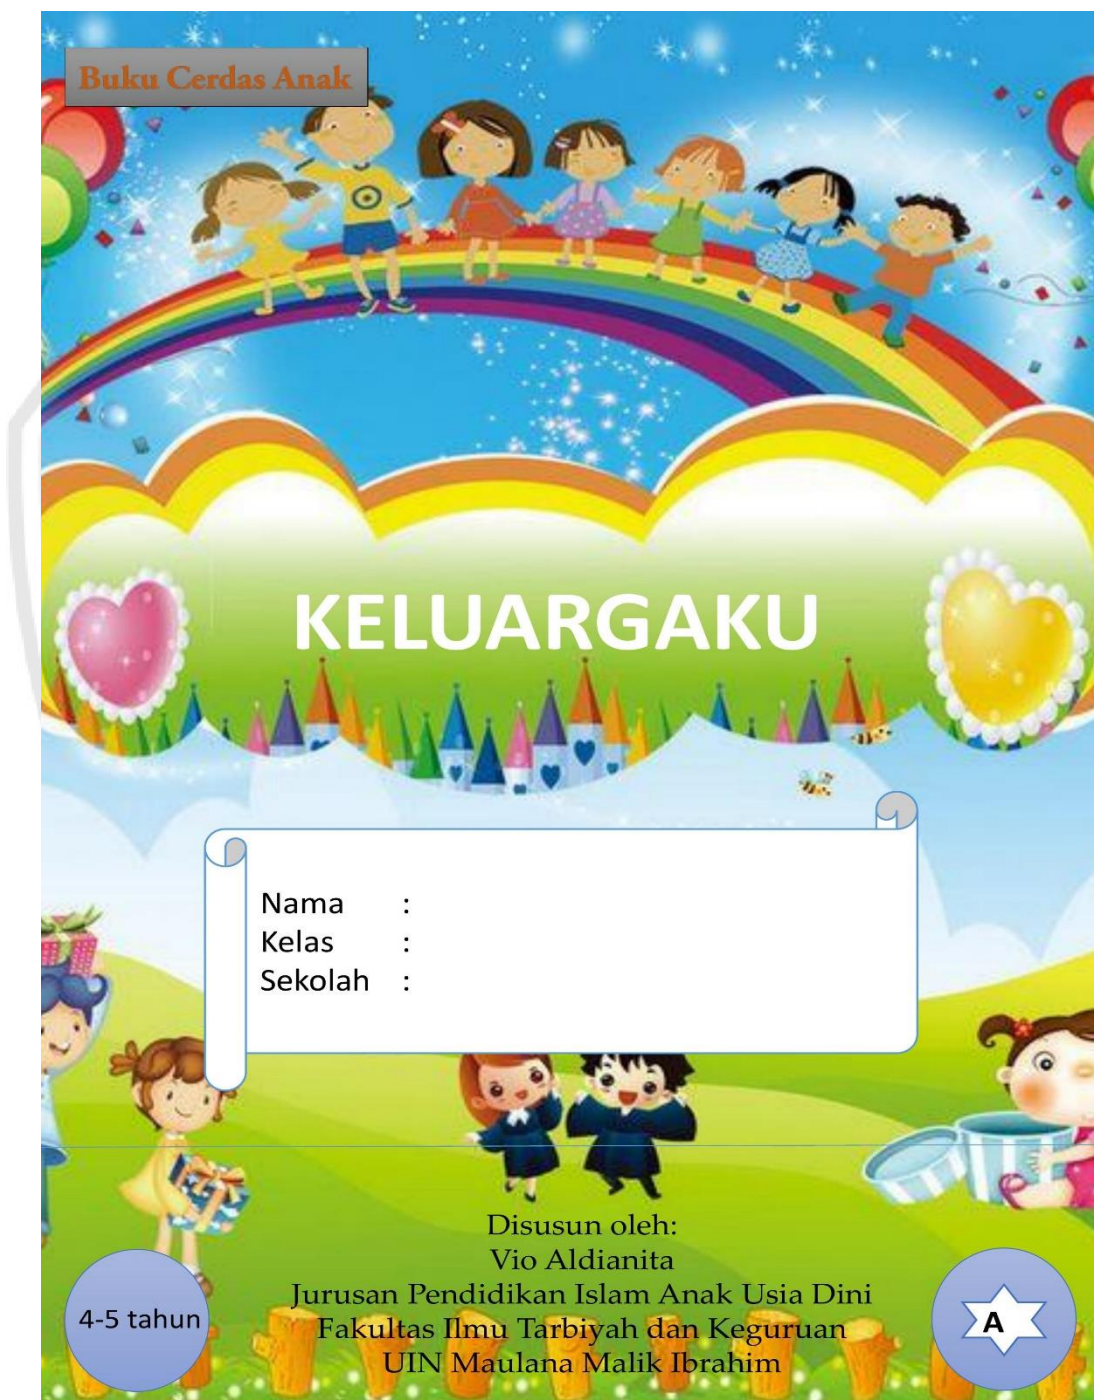 Buku Cerdas Anak
KELUARGAKU
Nama :
Kelas :
Sekolah :
Disusun oleh:
Vio Aldianita
Jurusan Pendidikan Islam Anak Usia Dini
Fakultas Ilmu Tarbiyah dan Keguruan
UIN Maulana Malik Ibrahim
4-5 tahun
A